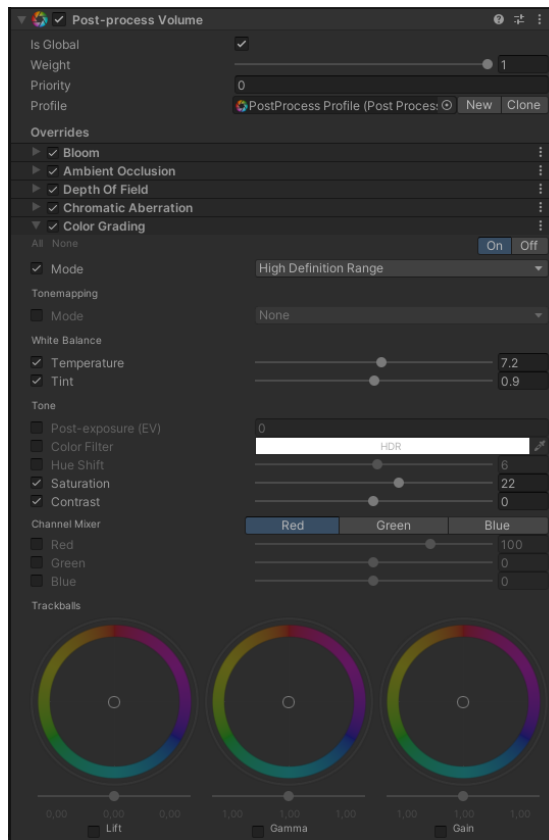 Post-process Volume
Is Global
Weight 1
Priority 0
Profile PostProcess Profile (Post Process New Clone
Overrides
Bloom
Ambient Occlusion
Depth Of Field
Chromatic Aberration
Color Grading
All None On Off
Mode High Definition Range
Tonemapping
Mode None
White Balance
Temperature 7.2
Tint 0.9
Tone
Post-exposure (EV) 0
Color Filter HDR
Hue Shift 6
Saturation 22
Contrast 0
Channel Mixer Red Green Blue
Red 100
Green 0
Blue 0
Trackballs
0,00 0,00 0,00 1,00 1,00 1,00 1,00 1,00 1,00
Lift Gamma Gain